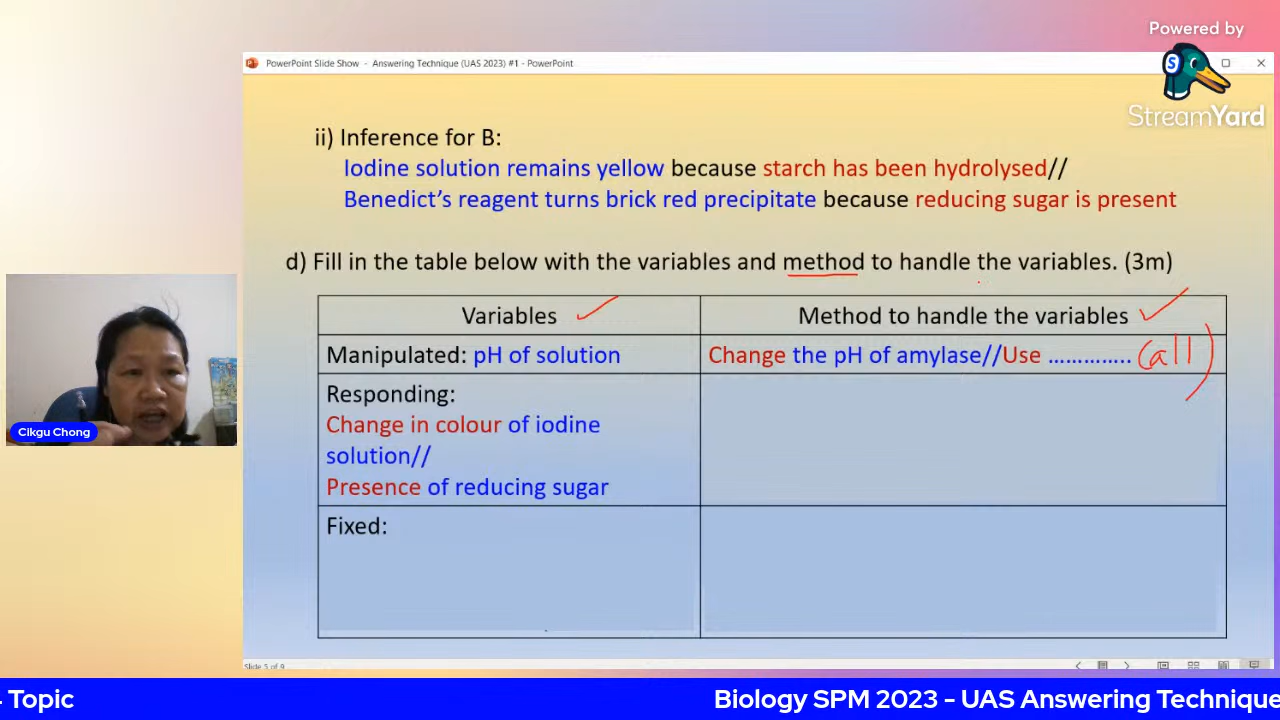 Powered by
StreamYard
PowerPoint Slide Show - Answering Technique (UAS 2023) #1 - PowerPoint
ii) Inference for B:
Iodine solution remains yellow because starch has been hydrolysed//
Benedict's reagent turns brick red precipitate because reducing sugar is present
d) Fill in the table below with the variables and method to handle the variables. (3m)
Variables
Method to handle the variables
Manipulated: pH of solution
Change the pH of amylase//Use ………….. (all)
Responding:
Change in colour of iodine
solution//
Presence of reducing sugar
Fixed:
Cikgu Chong
Slide 5 of 9
Topic
Biology SPM 2023 - UAS Answering Technique